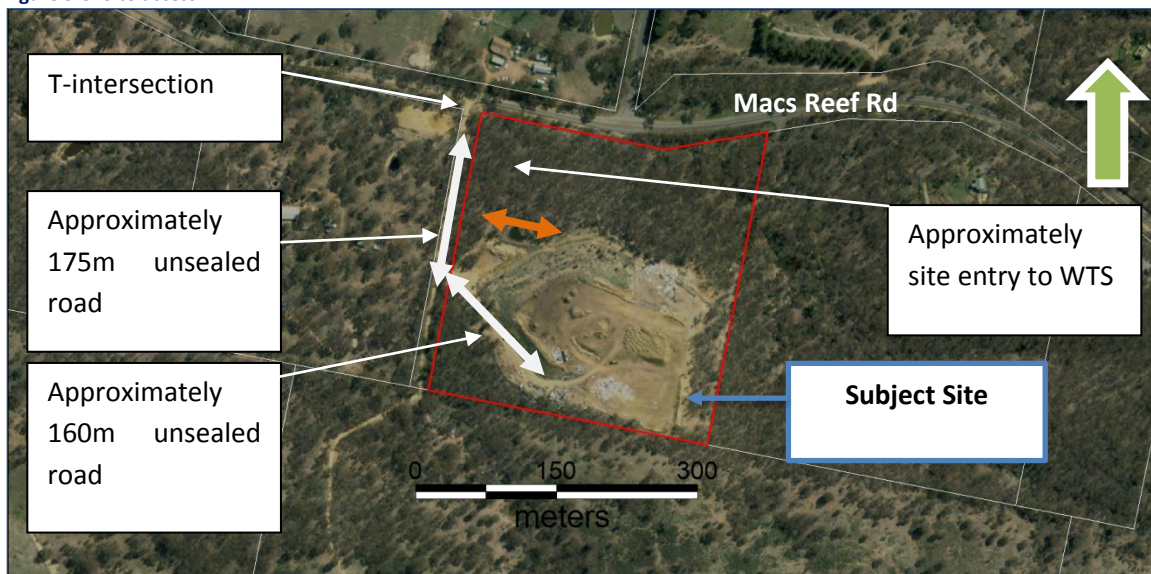 T-intersection
Macs Reef Rd
Approximately
175m unsealed
road
Approximately
site entry to WTS
Approximately
160m unsealed
road
Subject Site
0 150 300
meters